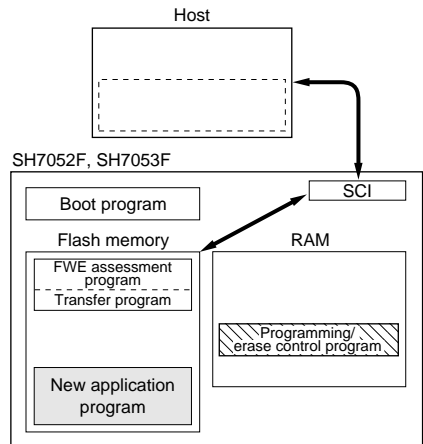 Host
SH7052F, SH7053F
SCI
Boot program
Flash memory
RAM
FWE assessment
program
Transfer program
Programming/
erase control program
New application
program